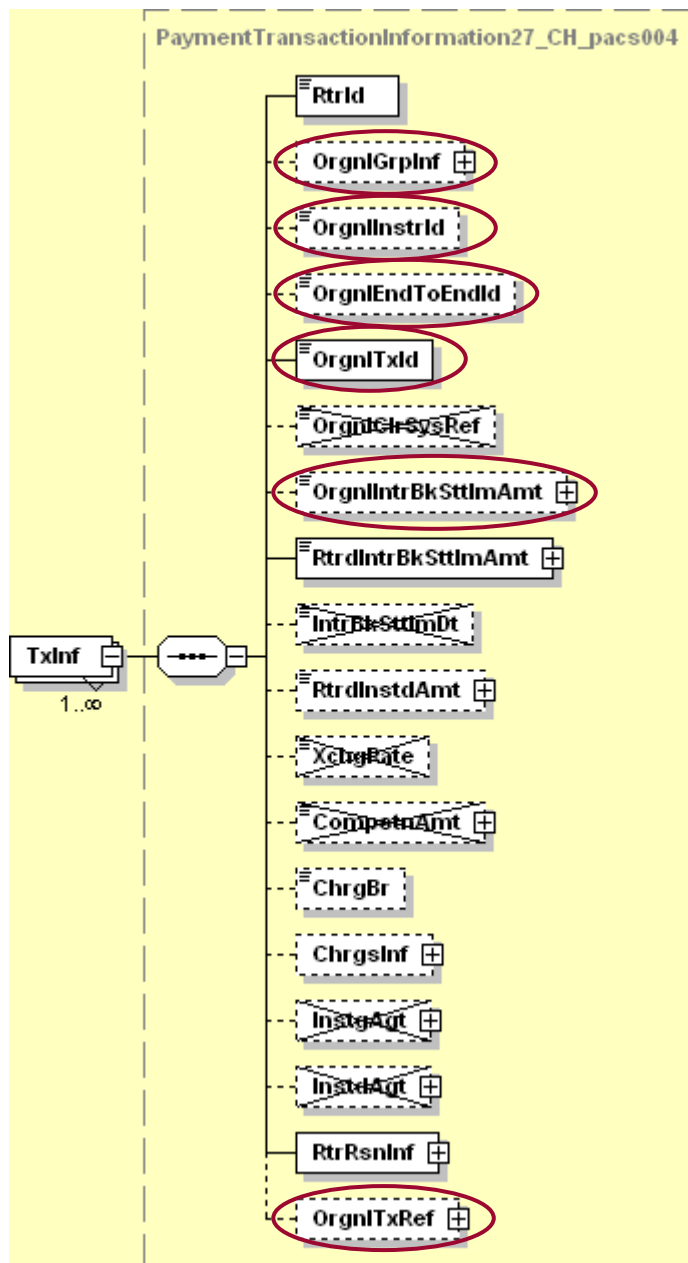 PaymentTransactionInformation27_CH_pacs004
RtrId
OrgnlGrpInf
OrgnlInstrId
OrgnlEndToEndId
OrgnlTxId
OrgnlClrSysRef
OrgnlIntrBkSttlmAmt
RtrdIntrBkSttlmAmt
IntrBkSttlmDt
TxInf
1..∞
RtrdInstdAmt
XchgRate
CompstnAmt
ChrgBr
ChrgsInf
InstgAgt
InstdAgt
RtrRsnInf
OrgnlTxRef